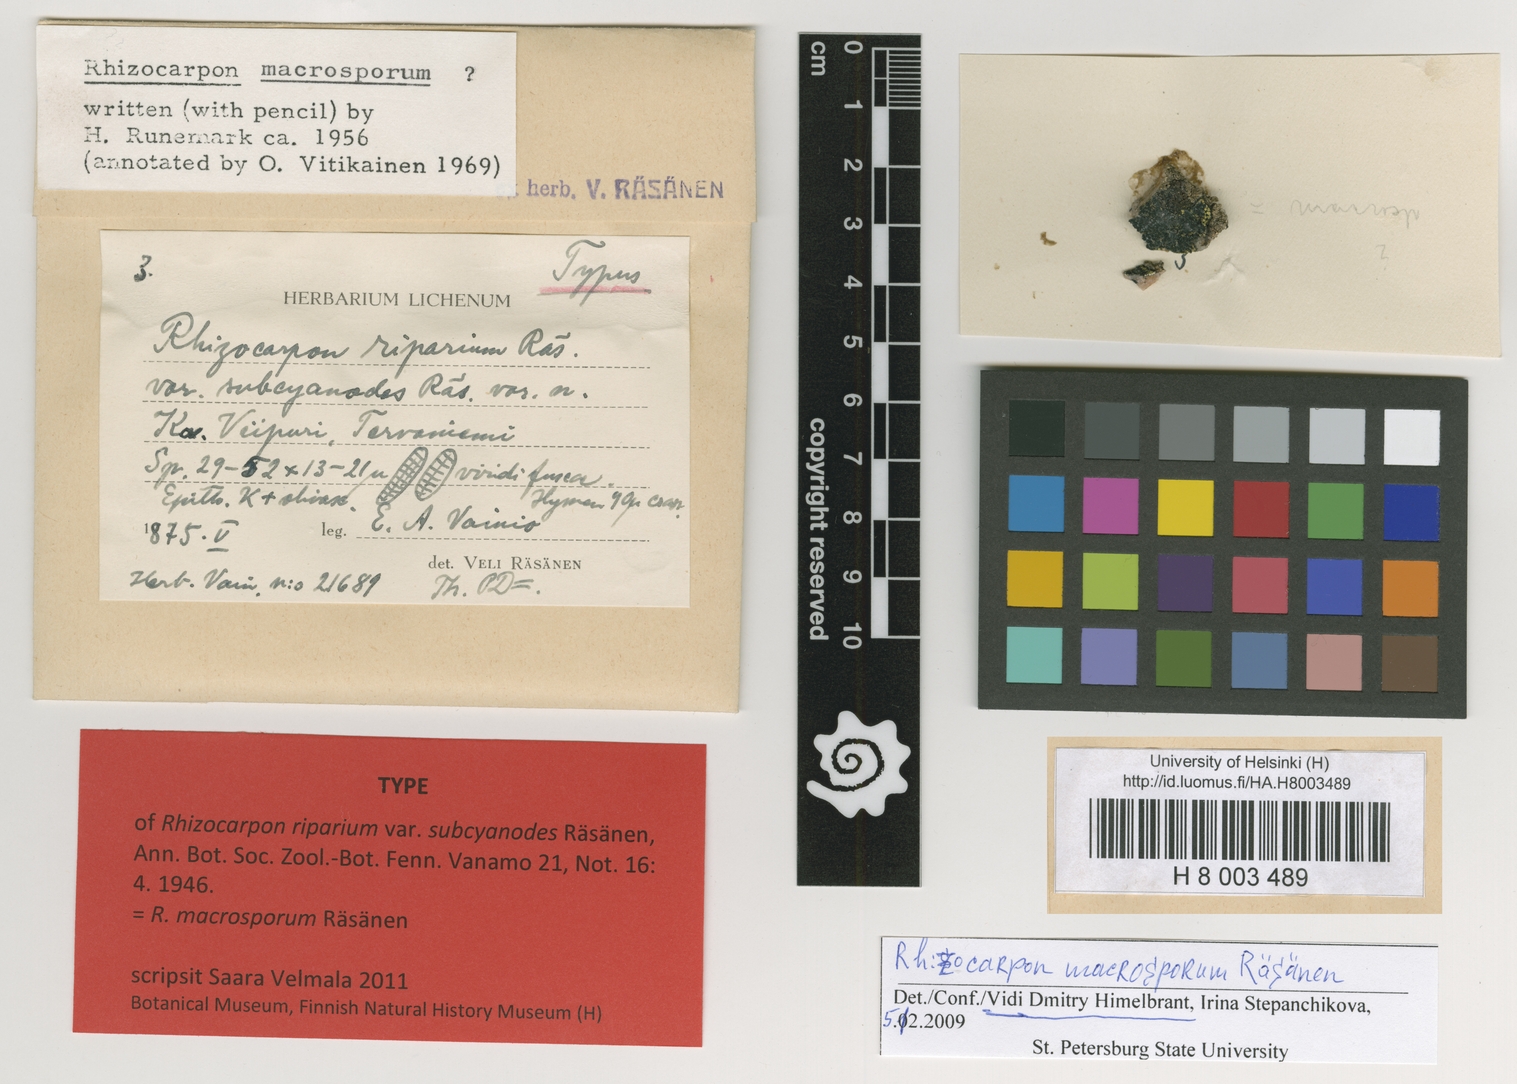 Rhizocarpon macrosporum ?
written (with pencil) by
H. Runemark ca. 1956
(annotated by O. Vitikainen 1969)
herb. V. RÄSÄNEN
3.
Typus
HERBARIUM LICHENUM
Rhizocarpon riparium Räs.
var. subcyanodes Räs. var. n.
Ka. Viipuri, Tervaniemi
Sp. 29-52 x 13-21 µ viridi fusca.
Epith. K+
Hymen
1875. V leg. E. A. Vainio
det. VELI RÄSÄNEN
Herb. Vain. n:o 21689 Th. PD=.
TYPE
of Rhizocarpon riparium var. subcyanodes Räsänen,
Ann. Bot. Soc. Zool.-Bot. Fenn. Vanamo 21, Not. 16:
4. 1946.
= R. macrosporum Räsänen
scripsit Saara Velmala 2011
Botanical Museum, Finnish Natural History Museum (H)
cm 0 1 2 3 4 5 6 7 8 9 10
copyright reserved
= macrosp
?
University of Helsinki (H)
http://id.luomus.fi/HA.H8003489
H 8 003 489
Rhizocarpon macrosporum Räsänen
Det./Conf./Vidi Dmitry Himelbrant, Irina Stepanchikova,
5.02.2009
St. Petersburg State University